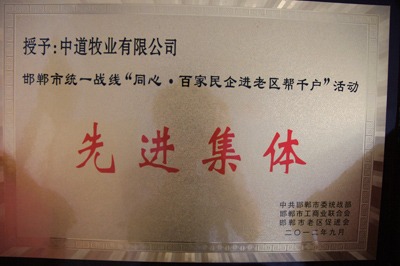 授予:中道牧业有限公司
邯郸市统一战线“同心·百家民企进老区帮千户”活动
先进集体
中共邯郸市委统战部
邯郸市工商业联合会
邯郸市老区促进会
二〇一二年九月